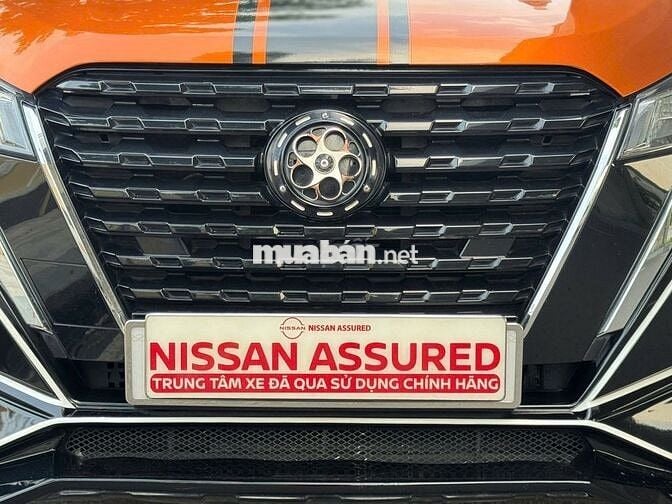 muaban.net
NISSAN NISSAN ASSURED
NISSAN ASSURED
TRUNG TÂM XE ĐÃ QUA SỬ DỤNG CHÍNH HÃNG